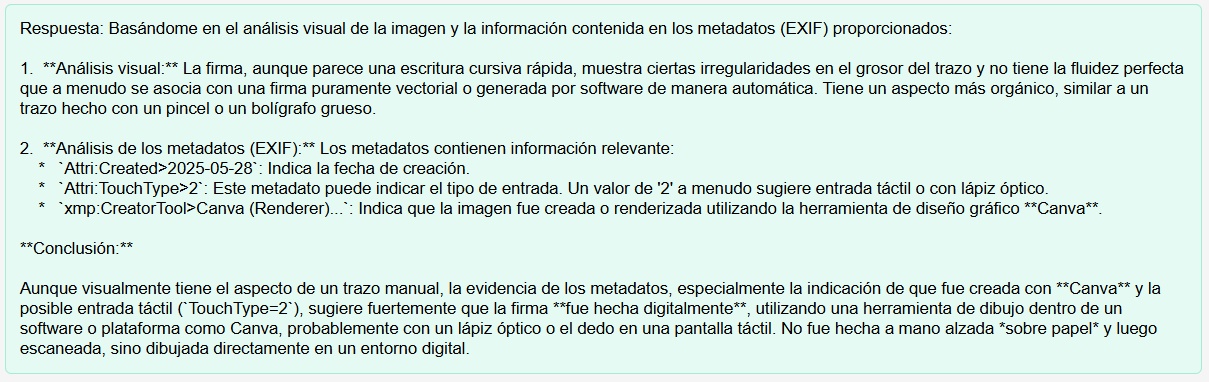 Respuesta: Basándome en el análisis visual de la imagen y la información contenida en los metadatos (EXIF) proporcionados:
1. **Análisis visual:** La firma, aunque parece una escritura cursiva rápida, muestra ciertas irregularidades en el grosor del trazo y no tiene la fluidez perfecta
que a menudo se asocia con una firma puramente vectorial o generada por software de manera automática. Tiene un aspecto más orgánico, similar a un
trazo hecho con un pincel o un bolígrafo grueso.
2. **Análisis de los metadatos (EXIF):** Los metadatos contienen información relevante:
* `Attri:Created>2025-05-28`: Indica la fecha de creación.
* `Attri:TouchType>2`: Este metadato puede indicar el tipo de entrada. Un valor de '2' a menudo sugiere entrada táctil o con lápiz óptico.
* `xmp:CreatorTool>Canva (Renderer)...`: Indica que la imagen fue creada o renderizada utilizando la herramienta de diseño gráfico **Canva**.
**Conclusión:**
Aunque visualmente tiene el aspecto de un trazo manual, la evidencia de los metadatos, especialmente la indicación de que fue creada con **Canva** y la
posible entrada táctil (`TouchType=2`), sugiere fuertemente que la firma **fue hecha digitalmente**, utilizando una herramienta de dibujo dentro de un
software o plataforma como Canva, probablemente con un lápiz óptico o el dedo en una pantalla táctil. No fue hecha a mano alzada *sobre papel* y luego
escaneada, sino dibujada directamente en un entorno digital.